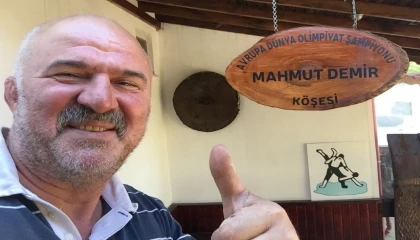 AVRUPA DÜNYA OLİMPİYAT ŞAMPİYONU
MAHMUT DEMİR
KÖŞESİ